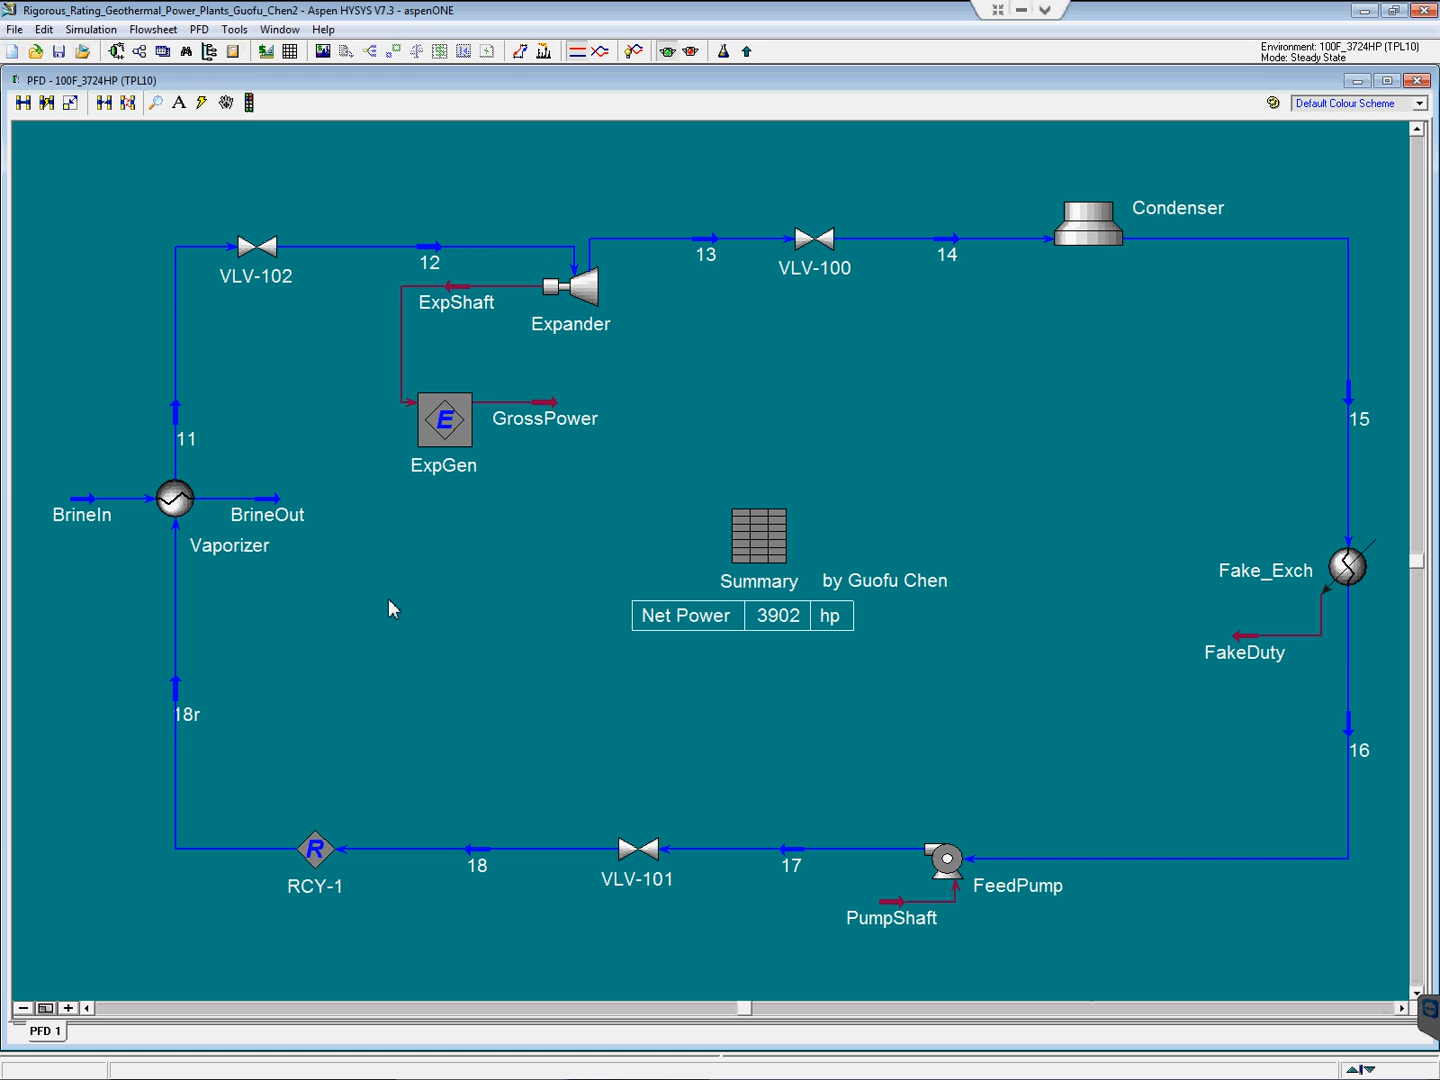 Rigorous_Rating_Geothermal_Power_Plants_Guofu_Chen2 - Aspen HYSYS V7.3 - aspenONE
File Edit Simulation Flowsheet PFD Tools Window Help
Environment: 100F_3724HP (TPL10)
Mode: Steady State
PFD - 100F_3724HP (TPL10)
A
Default Colour Scheme
Condenser
VLV-102
12
13
VLV-100
14
ExpShaft
Expander
E
GrossPower
15
11
ExpGen
BrineIn
BrineOut
Vaporizer
Summary
by Guofu Chen
Fake_Exch
Net Power 3902 hp
FakeDuty
18r
16
R
RCY-1
18
VLV-101
17
FeedPump
PumpShaft
PFD 1